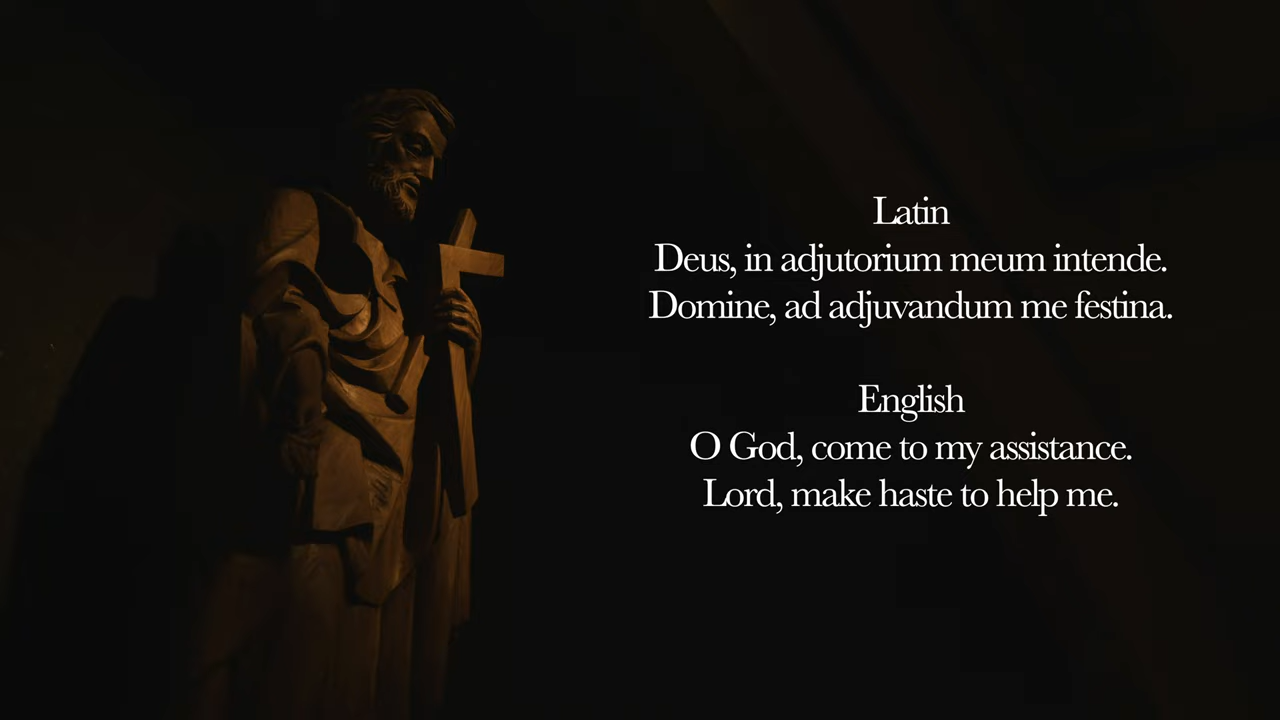 Latin
Deus, in adjutorium meum intende.
Domine, ad adjuvandum me festina.
English
O God, come to my assistance.
Lord, make haste to help me.